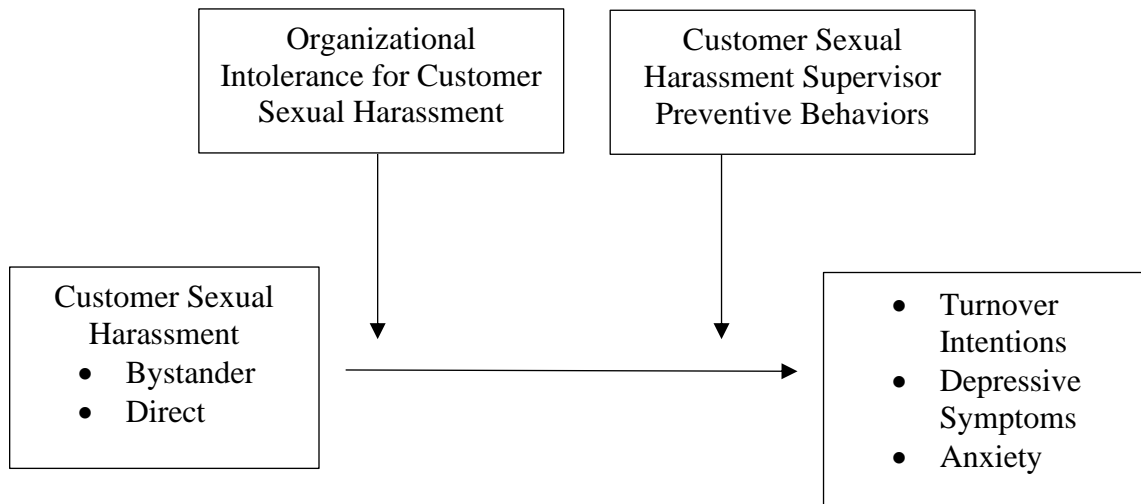 Organizational
Intolerance for Customer
Sexual Harassment
Customer Sexual
Harassment Supervisor
Preventive Behaviors
Customer Sexual
Harassment
• Bystander
• Direct
• Turnover
Intentions
• Depressive
Symptoms
• Anxiety